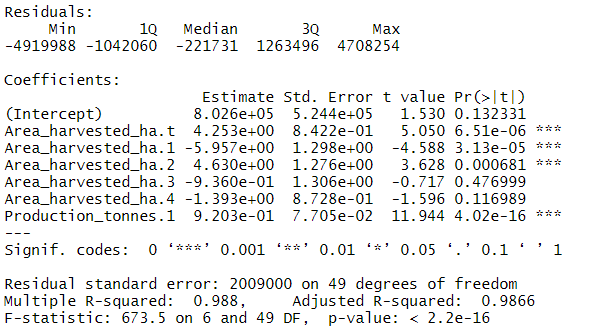 Residuals:
     Min       1Q   Median       3Q      Max
-4919988 -1042060  -221731  1263496  4708254

Coefficients:
                      Estimate Std. Error t value Pr(>|t|)
(Intercept)          8.026e+05  5.244e+05   1.530 0.132331
Area_harvested_ha.t  4.253e+00  8.422e-01   5.050 6.51e-06 ***
Area_harvested_ha.1 -5.957e+00  1.298e+00  -4.588 3.13e-05 ***
Area_harvested_ha.2  4.630e+00  1.276e+00   3.628 0.000681 ***
Area_harvested_ha.3 -9.360e-01  1.306e+00  -0.717 0.476999
Area_harvested_ha.4 -1.393e+00  8.728e-01  -1.596 0.116989
Production_tonnes.1  9.203e-01  7.705e-02  11.944 4.02e-16 ***
---
Signif. codes:  0 ‘***’ 0.001 ‘**’ 0.01 ‘*’ 0.05 ‘.’ 0.1 ‘ ’ 1

Residual standard error: 2009000 on 49 degrees of freedom
Multiple R-squared:  0.988,     Adjusted R-squared:  0.9866
F-statistic: 673.5 on 6 and 49 DF,  p-value: < 2.2e-16